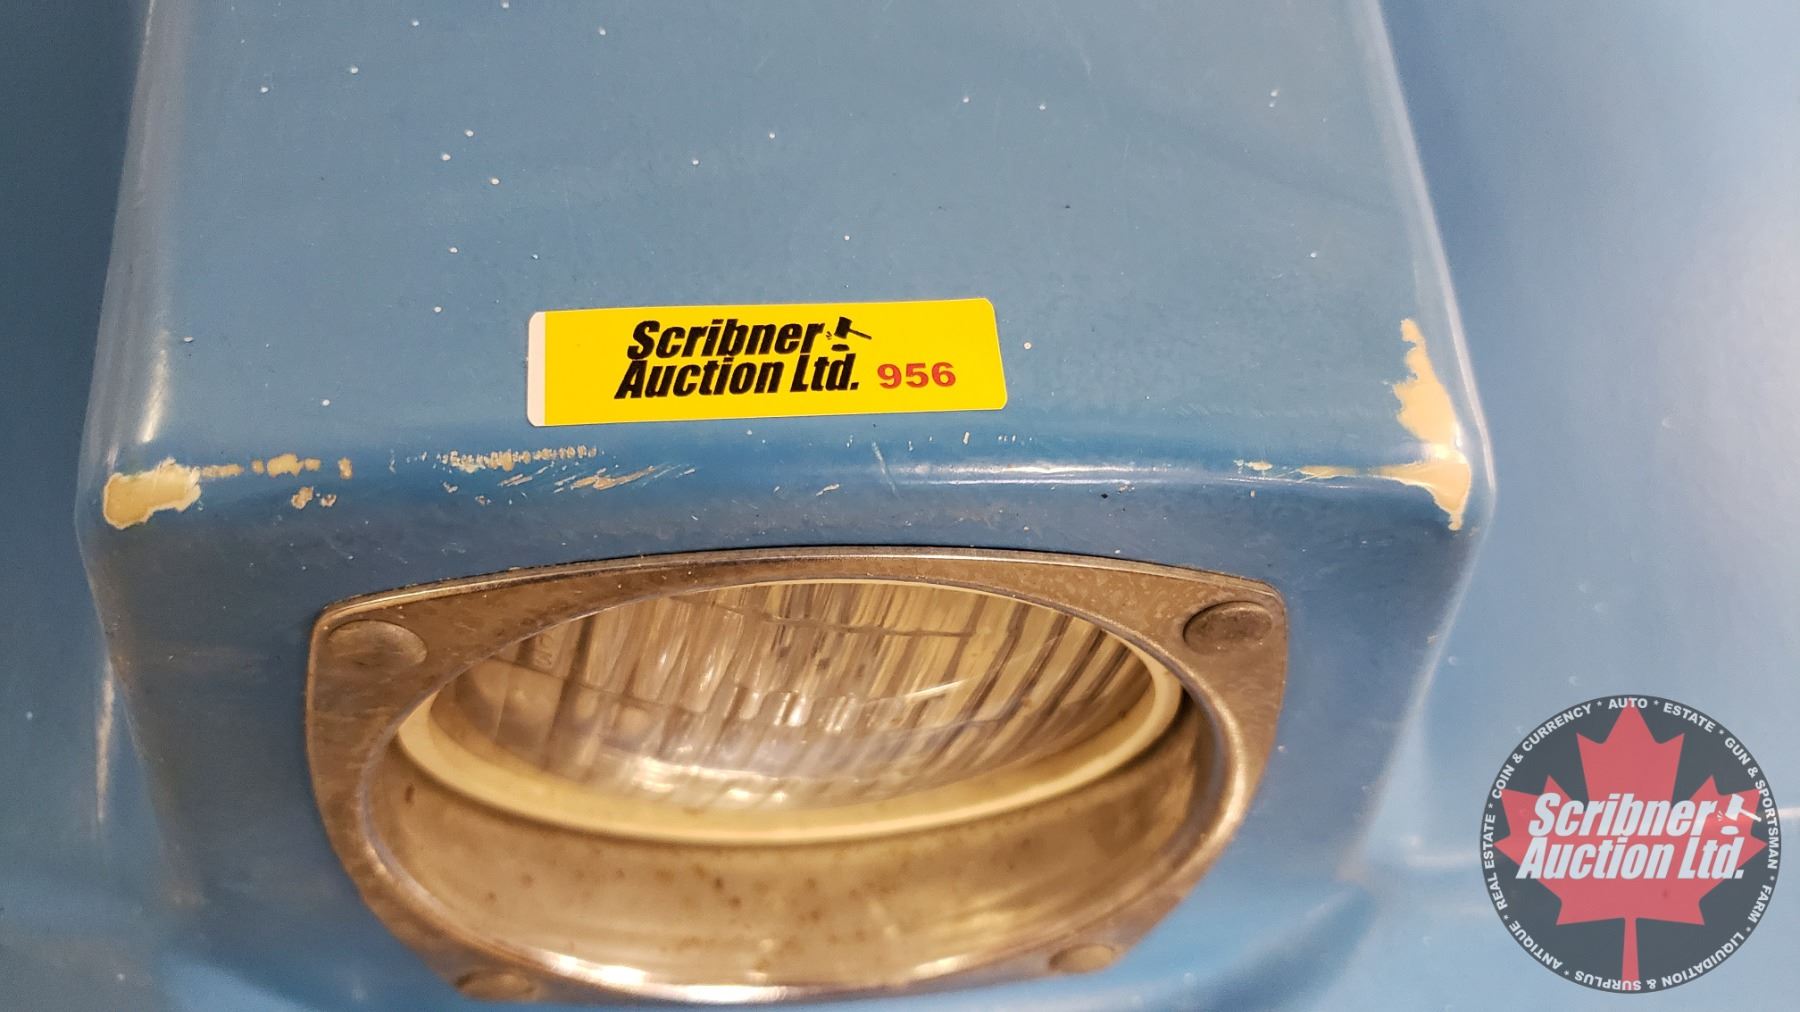 Scribner
Auction Ltd. 956
COIN & CURRENCY * AUTO * ESTATE * GUN & SPORTSMAN * FARM * LIQUIDATION & SURPLUS * ANTIQUE * REAL ESTATE *
Scribner
Auction Ltd.